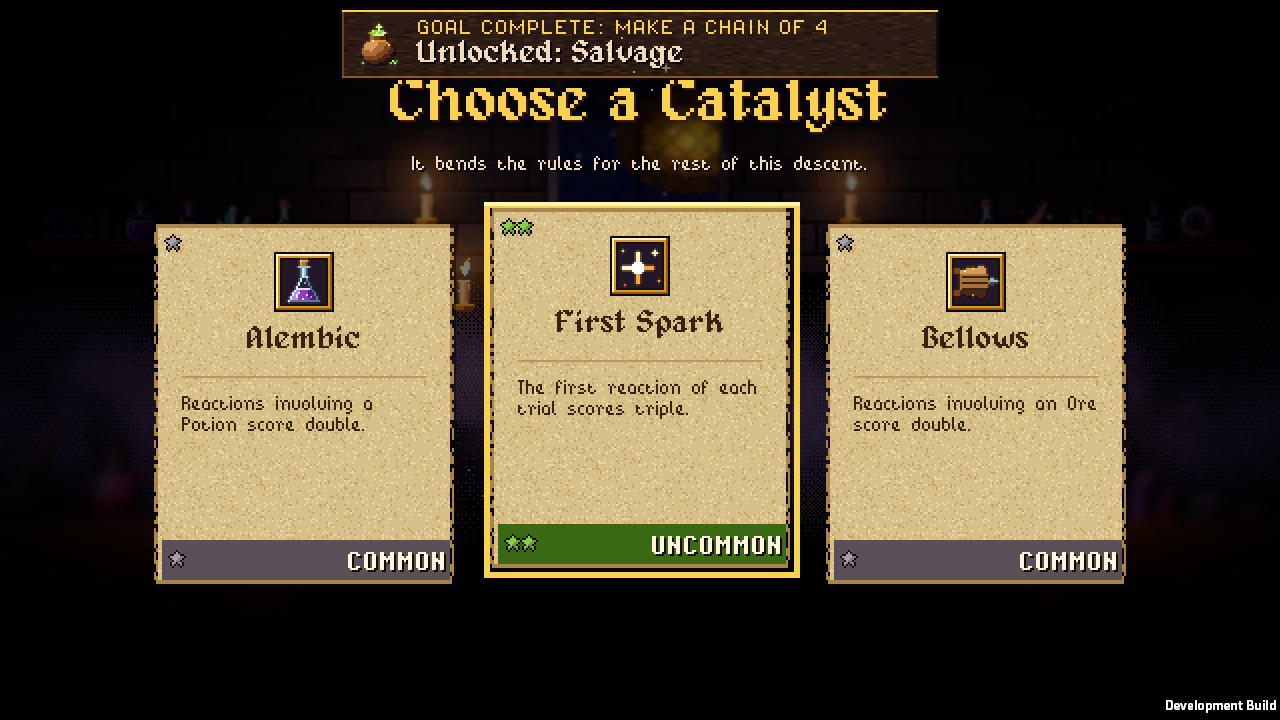 GOAL COMPLETE: MAKE A CHAIN OF 4
Unlocked: Salvage
Choose a Catalyst
It bends the rules for the rest of this descent.
Alembic
Reactions involving a
Potion score double.
COMMON
First Spark
The first reaction of each
trial scores triple.
UNCOMMON
Bellows
Reactions involving an Ore
score double.
COMMON
Development Build